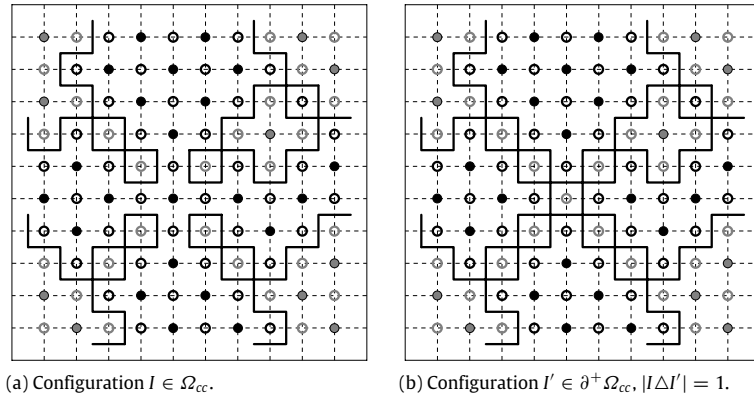 (a) Configuration I ∈ Ω_cc.
(b) Configuration I′ ∈ ∂⁺Ω_cc, |I△I′| = 1.